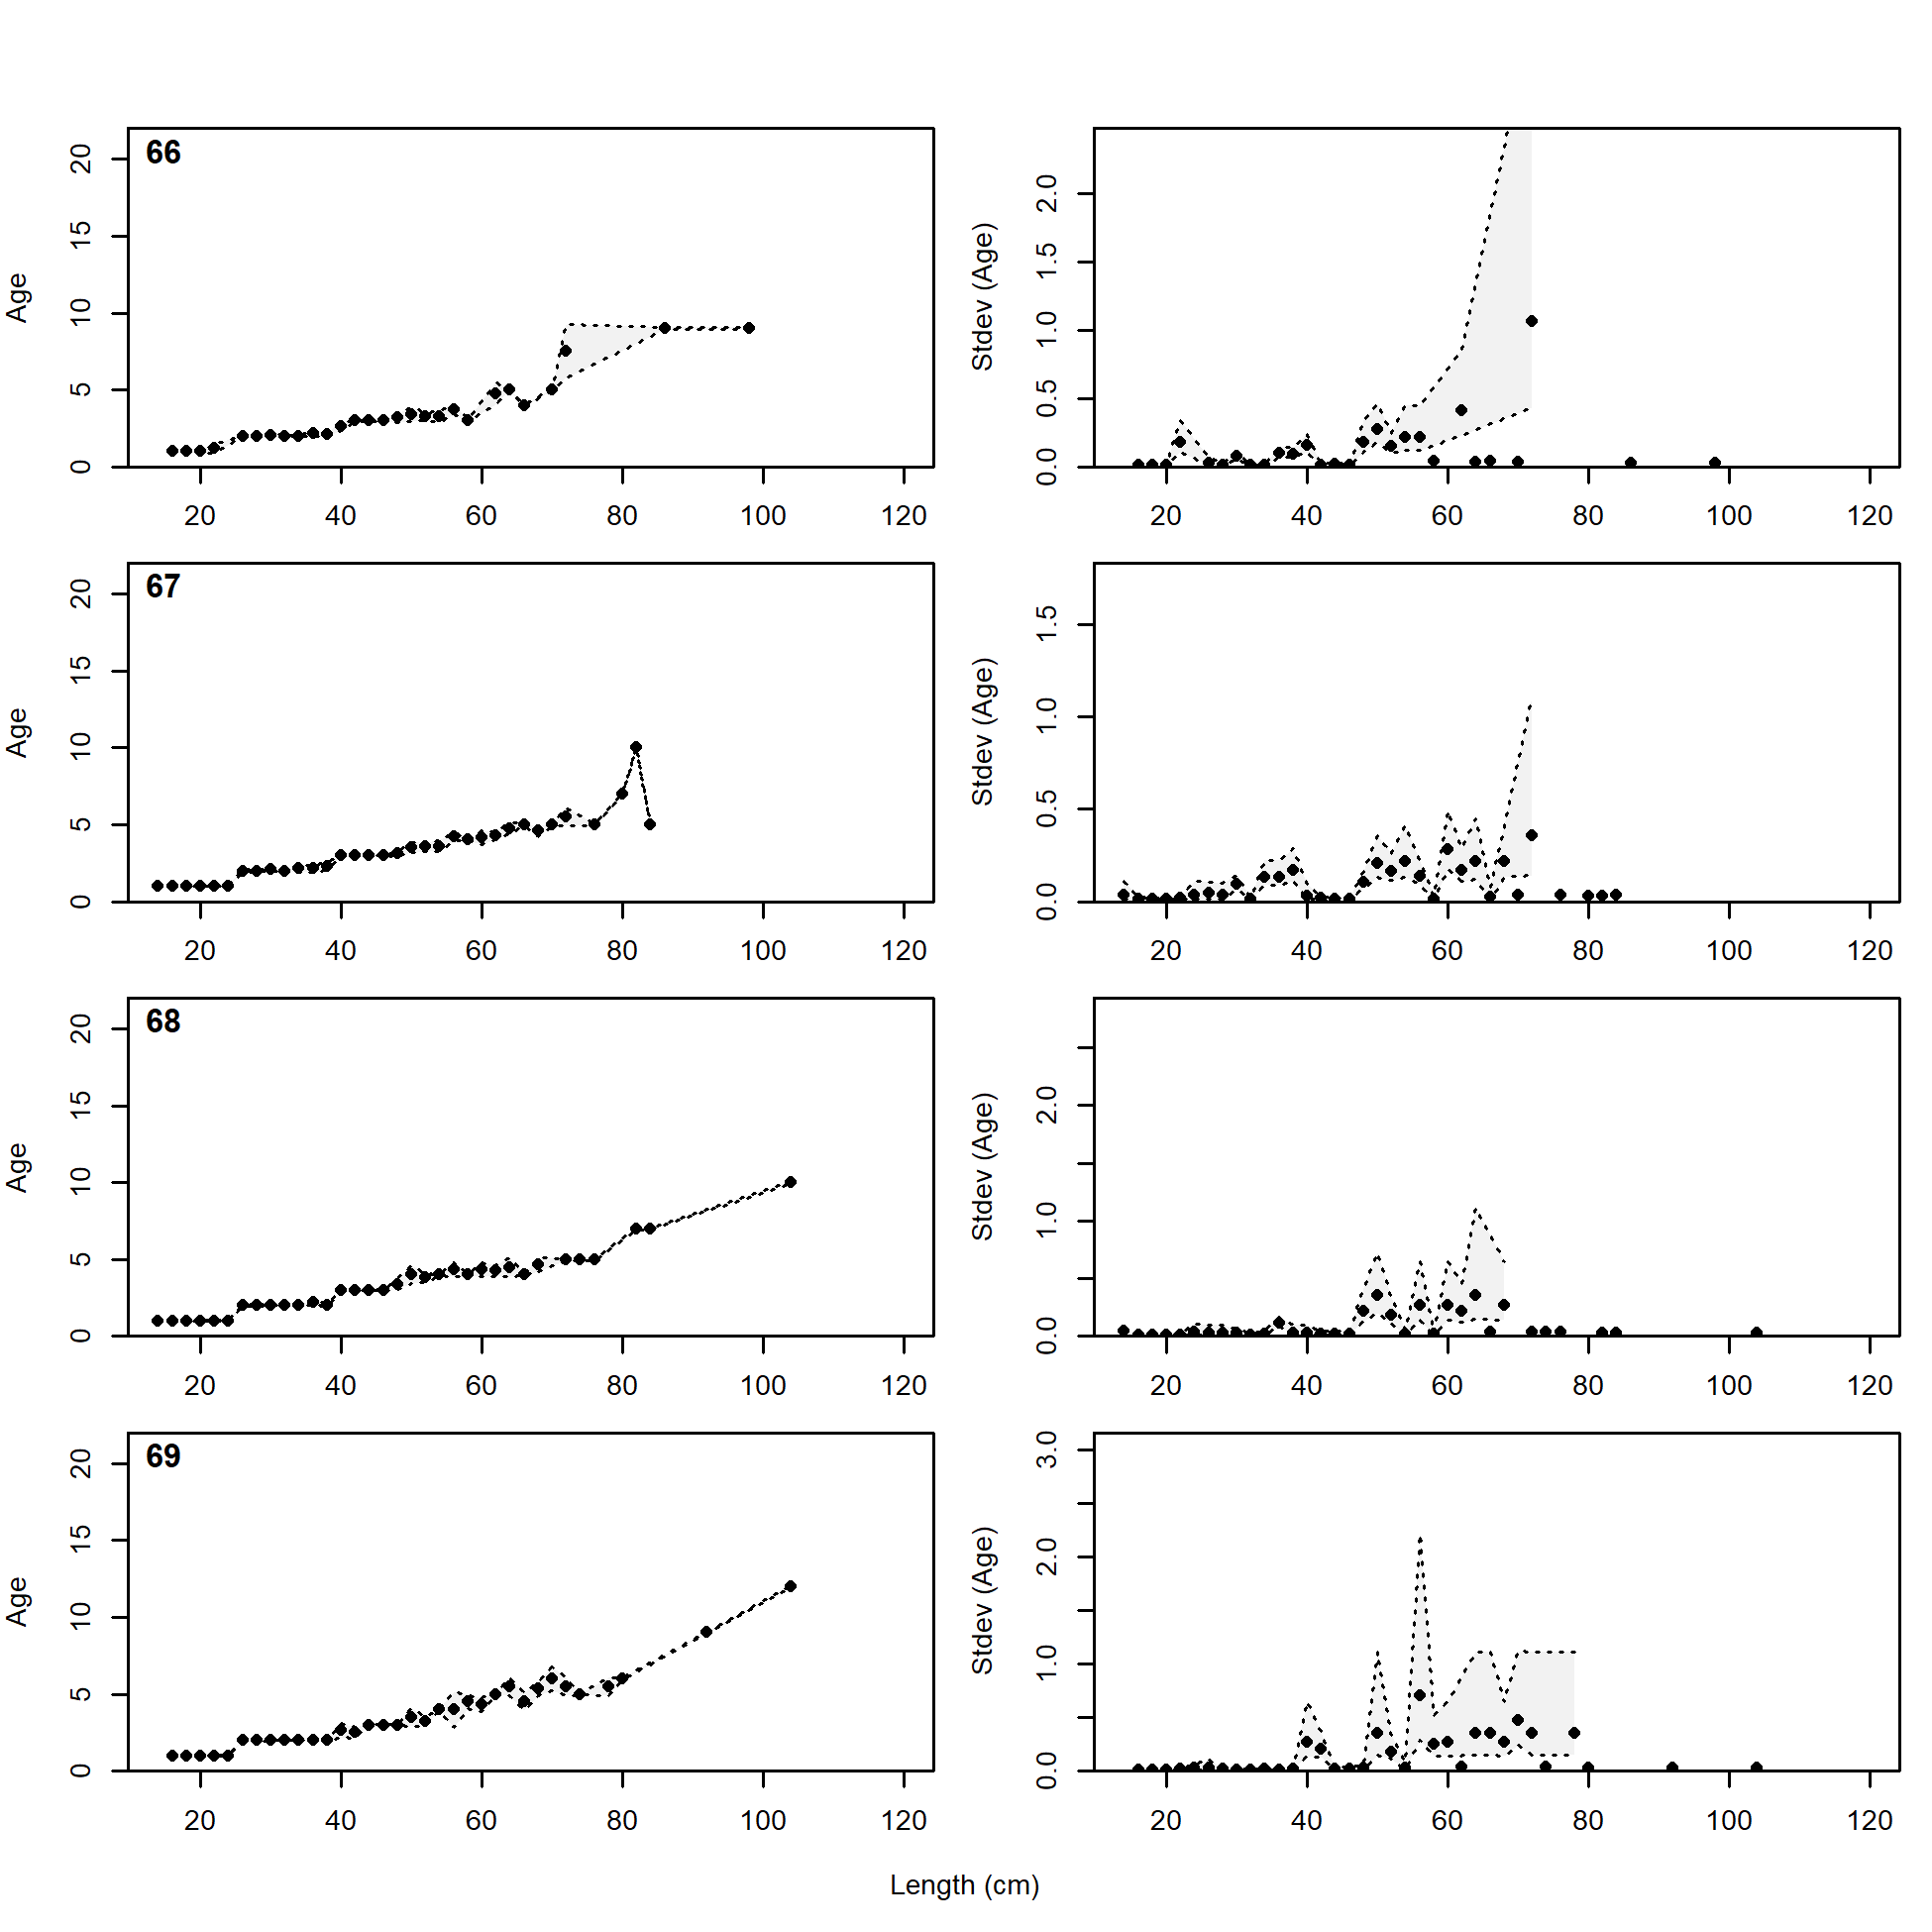 66
Age
0 5 10 15 20
20 40 60 80 100 120
Stdev (Age)
0.0 0.5 1.0 1.5 2.0
20 40 60 80 100 120
67
Age
0 5 10 15 20
20 40 60 80 100 120
Stdev (Age)
0.0 0.5 1.0 1.5
20 40 60 80 100 120
68
Age
0 5 10 15 20
20 40 60 80 100 120
Stdev (Age)
0.0 1.0 2.0
20 40 60 80 100 120
69
Age
0 5 10 15 20
20 40 60 80 100 120
Stdev (Age)
0.0 1.0 2.0 3.0
20 40 60 80 100 120
Length (cm)